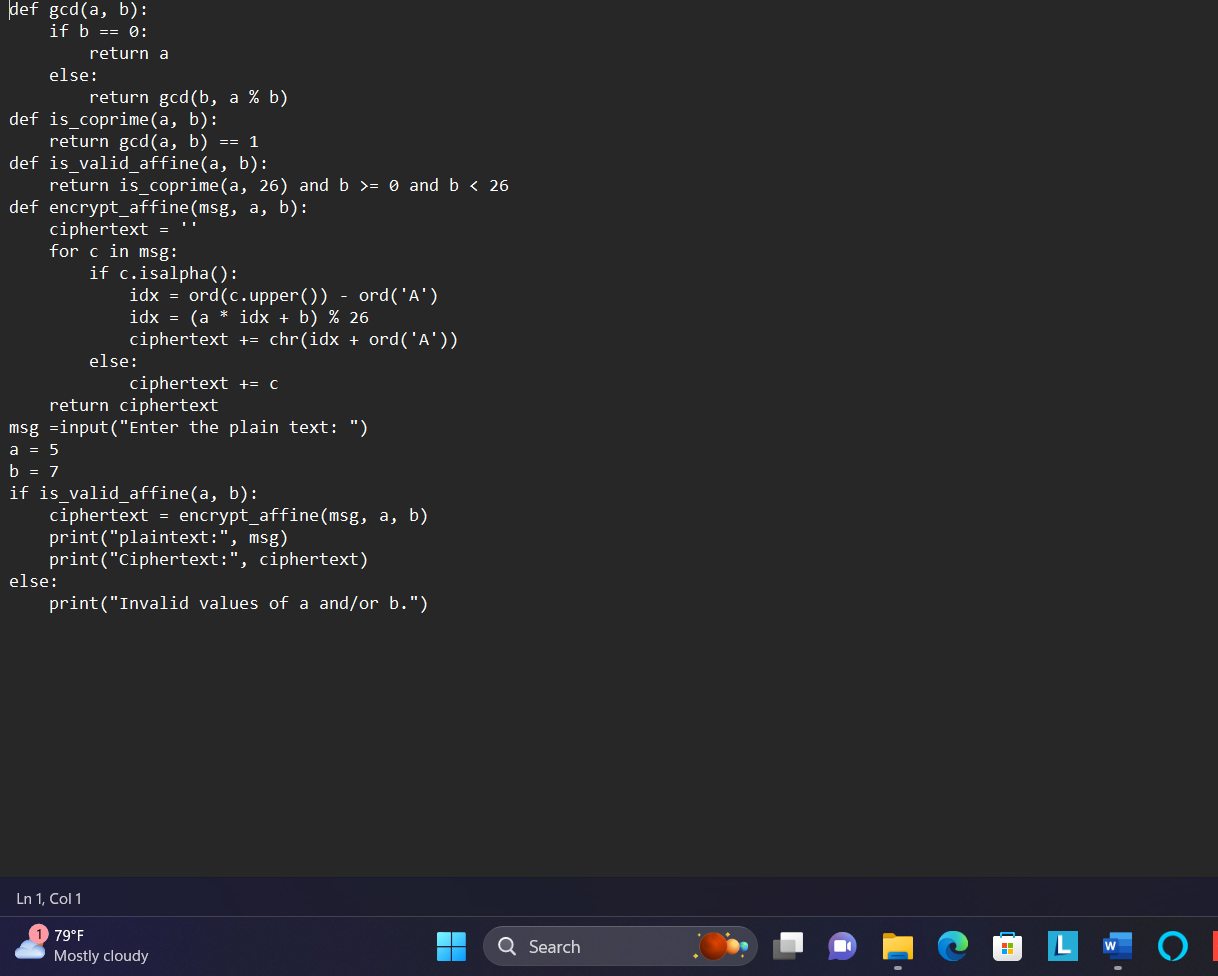 def gcd(a, b):
    if b == 0:
        return a
    else:
        return gcd(b, a % b)
def is_coprime(a, b):
    return gcd(a, b) == 1
def is_valid_affine(a, b):
    return is_coprime(a, 26) and b >= 0 and b < 26
def encrypt_affine(msg, a, b):
    ciphertext = ''
    for c in msg:
        if c.isalpha():
            idx = ord(c.upper()) - ord('A')
            idx = (a * idx + b) % 26
            ciphertext += chr(idx + ord('A'))
        else:
            ciphertext += c
    return ciphertext
msg =input("Enter the plain text: ")
a = 5
b = 7
if is_valid_affine(a, b):
    ciphertext = encrypt_affine(msg, a, b)
    print("plaintext:", msg)
    print("Ciphertext:", ciphertext)
else:
    print("Invalid values of a and/or b.")
Ln 1, Col 1
1
79°F
Mostly cloudy
Search
L
W